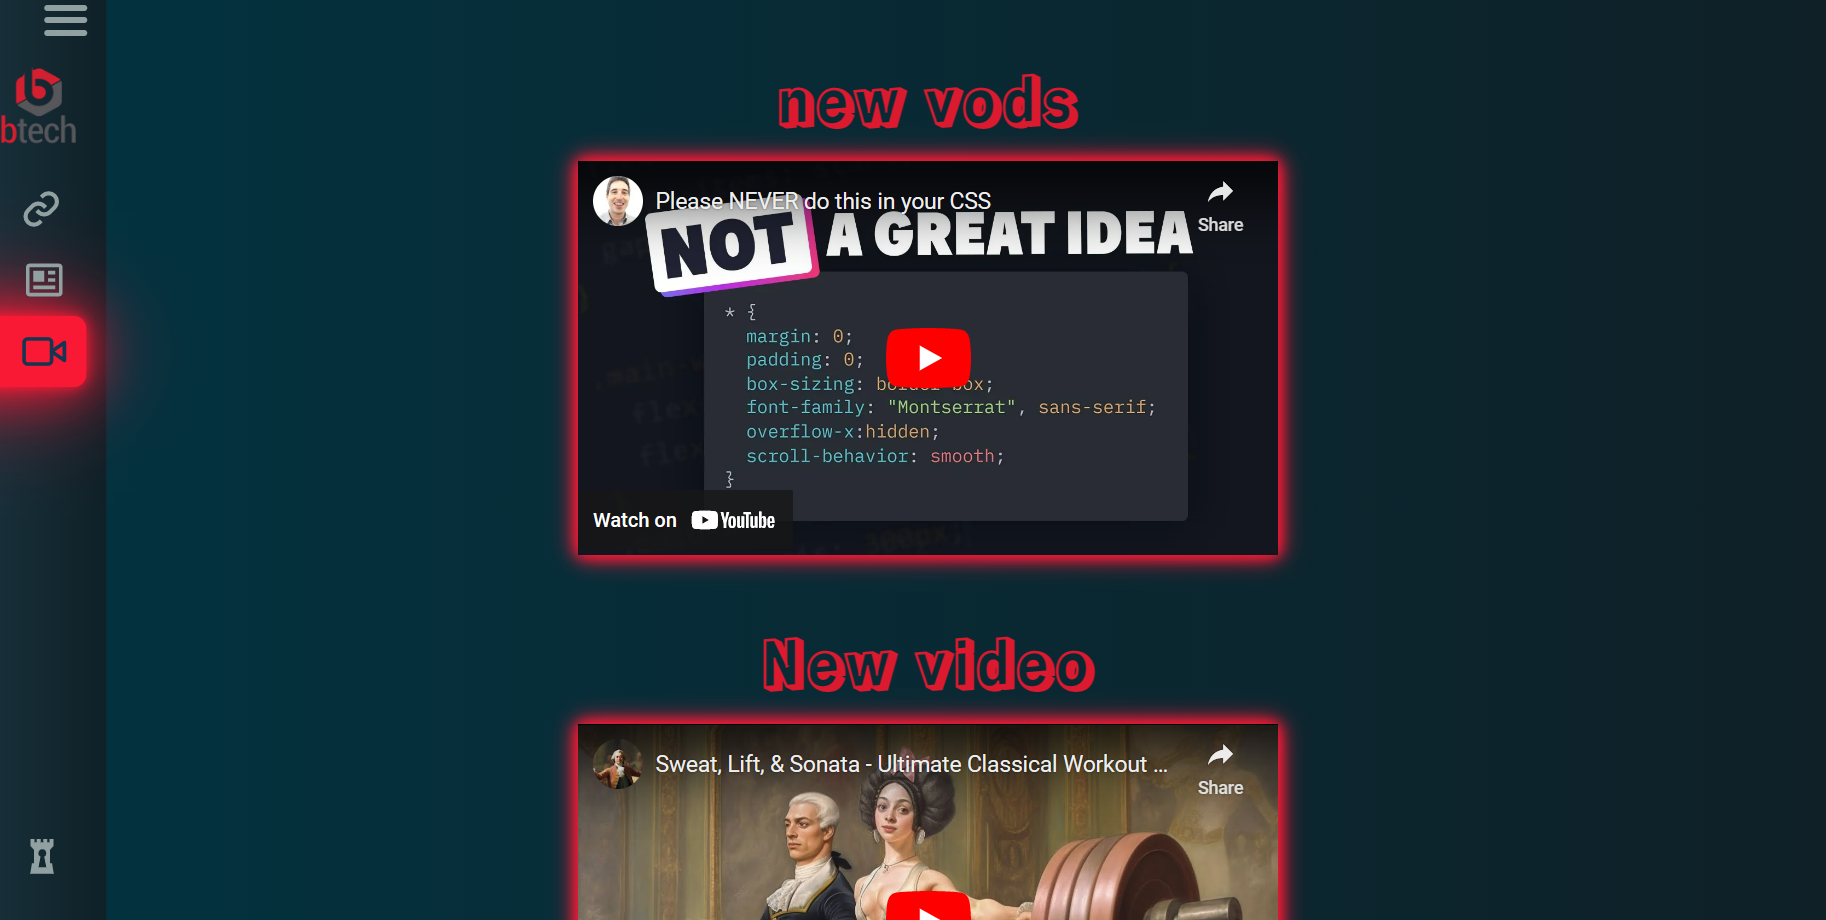 btech
new vods
Please NEVER do this in your CSS
Share
NOT A GREAT IDEA
* {
margin: 0;
padding: 0;
box-sizing: border-box;
font-family: "Montserrat", sans-serif;
overflow-x:hidden;
scroll-behavior: smooth;
}
Watch on YouTube
New video
Sweat, Lift, & Sonata - Ultimate Classical Workout ...
Share